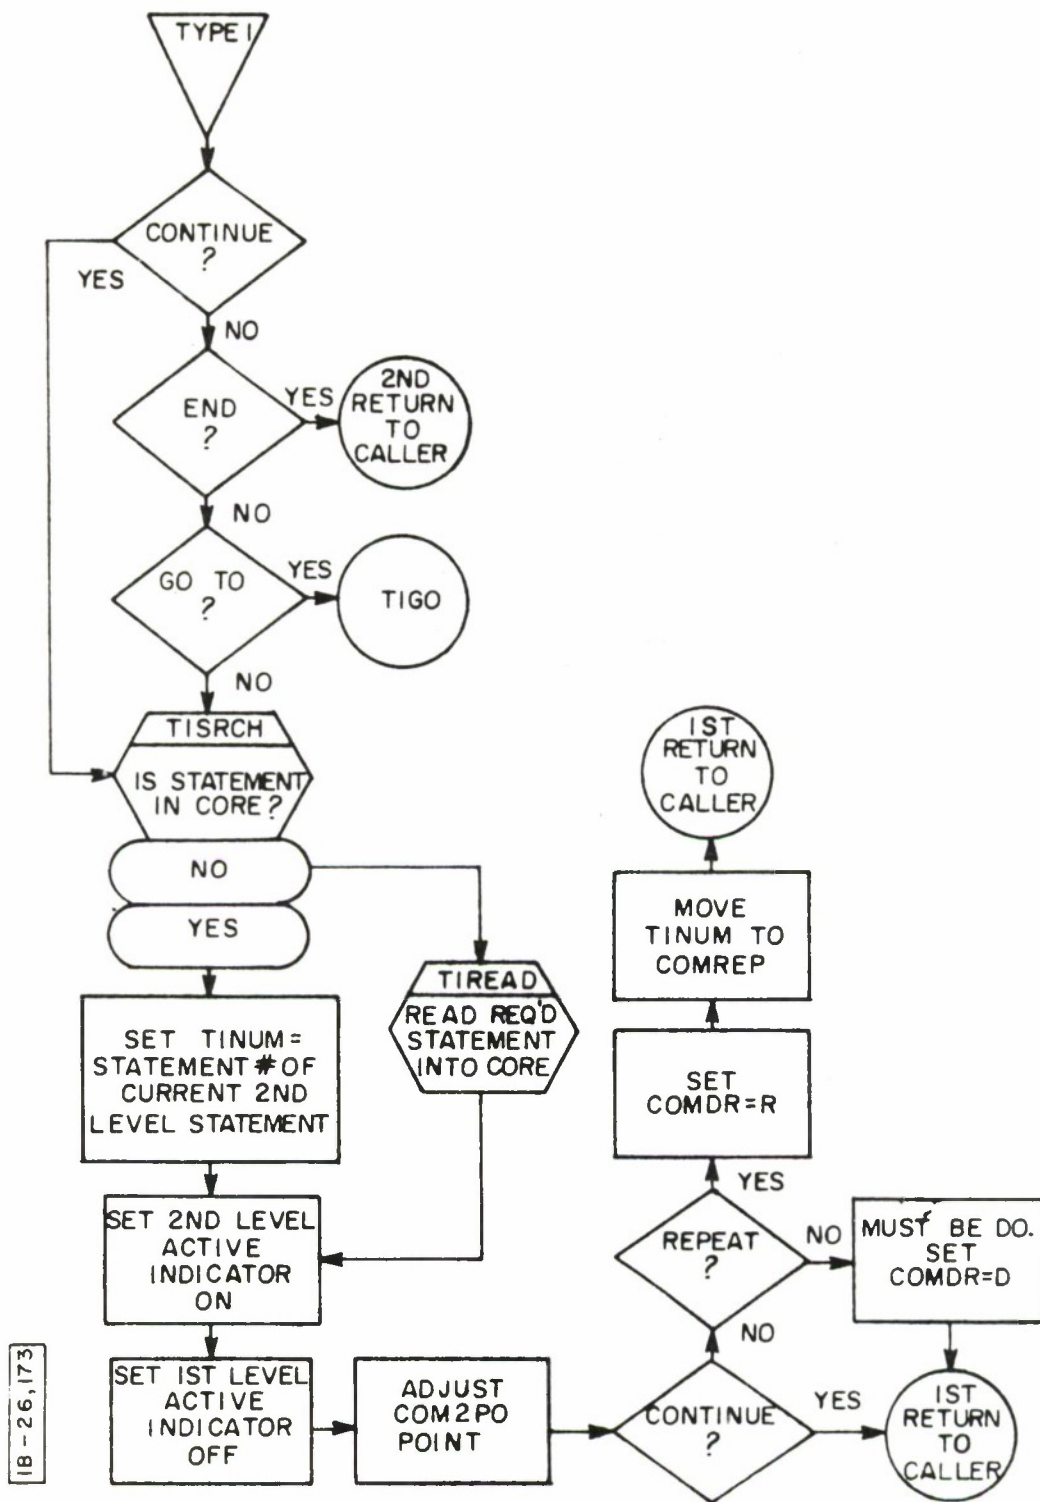 TYPE I
CONTINUE
?
YES
NO
END
?
YES
2ND
RETURN
TO
CALLER
NO
GO TO
?
YES
TIGO
NO
TISRCH
IS STATEMENT
IN CORE?
NO
YES
TIREAD
READ REQ'D
STATEMENT
INTO CORE
SET TINUM=
STATEMENT # OF
CURRENT 2ND
LEVEL STATEMENT
SET 2ND LEVEL
ACTIVE
INDICATOR
ON
SET IST LEVEL
ACTIVE
INDICATOR
OFF
ADJUST
COM2PO
POINT
CONTINUE
?
YES
NO
IST
RETURN
TO
CALLER
REPEAT
?
NO
MUST BE DO.
SET
COMDR=D
YES
SET
COMDR=R
MOVE
TINUM TO
COMREP
IST
RETURN
TO
CALLER
IB-26,173